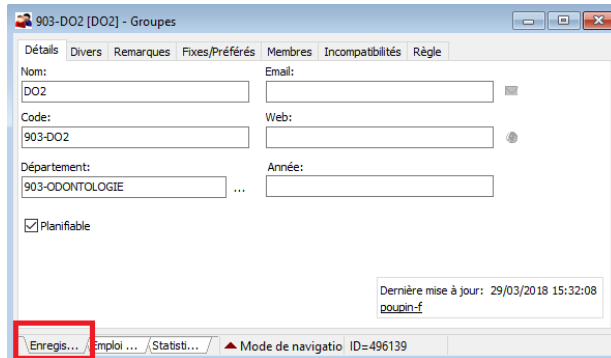 903-DO2 [DO2] - Groupes
Détails Divers Remarques Fixes/Préférés Membres Incompatibilités Règle
Nom: Email:
DO2
Code: Web:
903-DO2
Département: Année:
903-ODONTOLOGIE ...
Planifiable
Dernière mise à jour: 29/03/2018 15:32:08
poupin-f
Enregis... Emploi ... Statisti... Mode de navigatio ID=496139